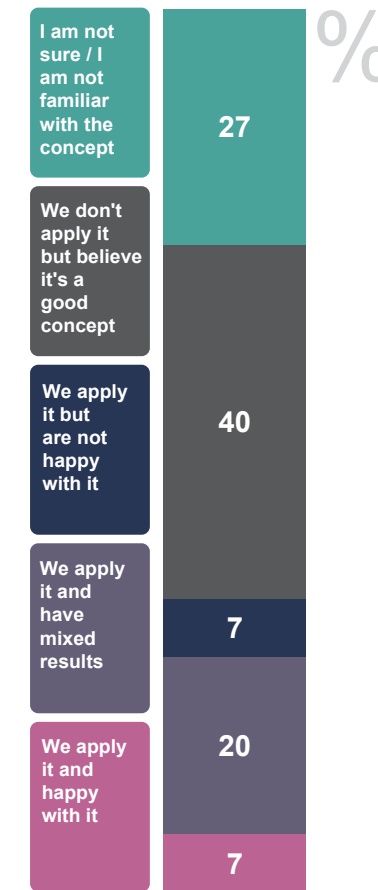 %
I am not
sure / I
am not
familiar
with the
concept
27
We don't
apply it
but believe
it's a
good
concept
40
We apply
it but
are not
happy
with it
7
We apply
it and
have
mixed
results
20
We apply
it and
happy
with it
7